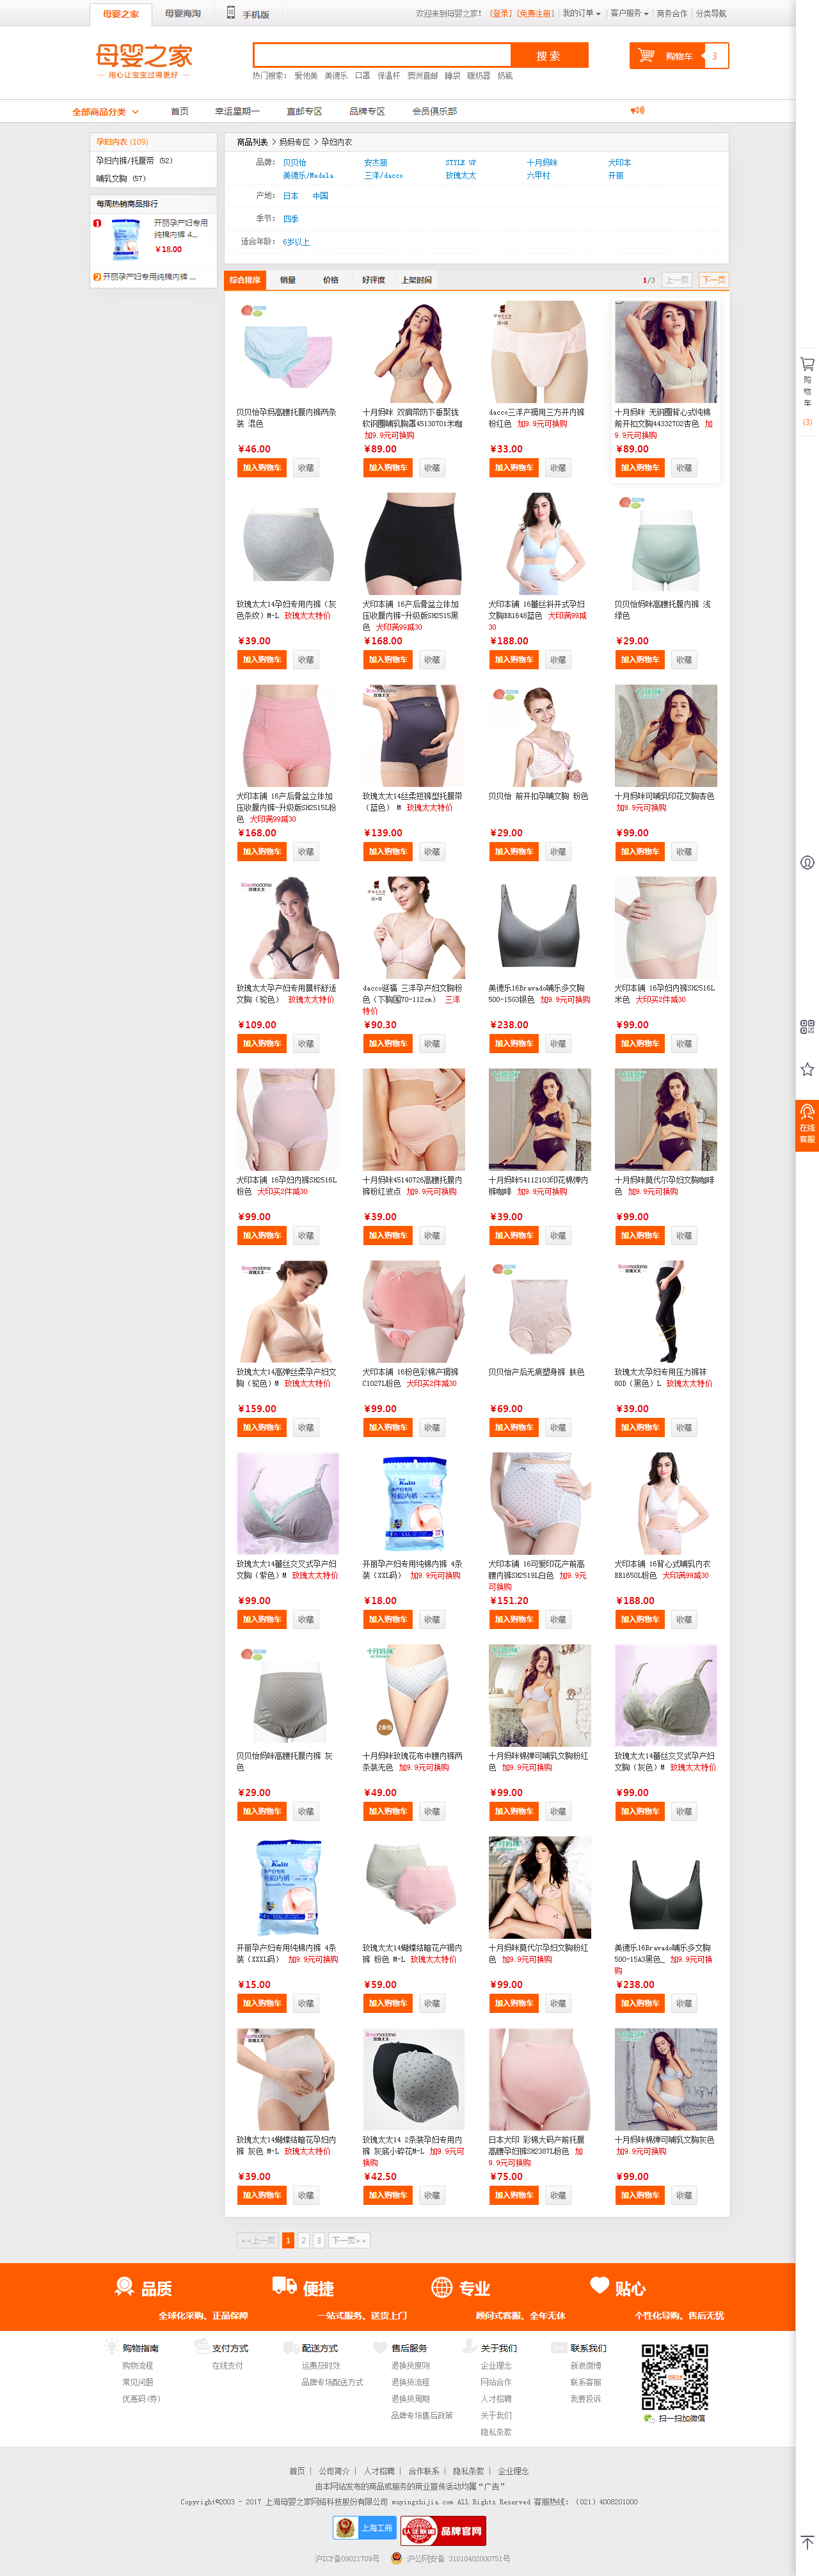 母婴之家 母婴海淘 手机版
欢迎来到母婴之家! [登录] [免费注册] 我的订单 客户服务 商务合作 分类导航
母婴之家
用心让宝宝过得更好
搜索
购物车 3
热门搜索: 爱他美 美德乐 口罩 保温杯 澳洲直邮 睡袋 暖奶器 奶瓶
全部商品分类 首页 幸运星期一 直邮专区 品牌专区 会员俱乐部
孕妇内衣 (109)
孕妇内裤/托腹带 (52)
哺乳文胸 (57)
每周热销商品排行
1 开丽孕产妇专用
纯棉内裤 4...
¥18.00
2 开丽孕产妇专用纯棉内裤 ...
商品列表 > 妈妈专区 > 孕妇内衣
品牌: 贝贝怡 安杰丽 STYLE UP 十月妈咪 犬印本
美德乐/Medela 三洋/dacco 玫瑰太太 六甲村 开丽
产地: 日本 中国
季节: 四季
适合年龄: 6岁以上
综合排序 销量 价格 好评度 上架时间 1/3 上一页 下一页
贝贝怡孕妈高腰托腹内裤两条
装 混色
¥46.00
加入购物车 收藏
十月妈咪 双肩带防下垂聚拢
软钢圈哺乳胸罩45130701米咖
加9.9元可换购
¥89.00
加入购物车 收藏
dacco三洋产褥用三方开内裤
粉红色 加9.9元可换购
¥33.00
加入购物车 收藏
十月妈咪 无钢圈背心式纯棉
前开扣文胸44332702杏色 加
9.9元可换购
¥89.00
加入购物车 收藏
玫瑰太太14孕妇专用内裤（灰
色条纹）M-L 玫瑰太太特价
¥39.00
加入购物车 收藏
犬印本铺 16产后骨盆立体加
压收腹内裤-升级版SH2515黑
色 犬印满99减30
¥168.00
加入购物车 收藏
犬印本铺 16蕾丝斜开式孕妇
文胸BR1648蓝色 犬印满99减
30
¥188.00
加入购物车 收藏
贝贝怡妈咪高腰托腹内裤 浅
绿色
¥29.00
加入购物车 收藏
犬印本铺 16产后骨盆立体加
压收腹内裤-升级版SH2515L粉
色 犬印满99减30
¥168.00
加入购物车 收藏
玫瑰太太14丝柔短裤型托腹带
（蓝色） M 玫瑰太太特价
¥139.00
加入购物车 收藏
贝贝怡 前开扣孕哺文胸 粉色
¥29.00
加入购物车 收藏
十月妈咪可哺乳印花文胸杏色
加9.9元可换购
¥99.00
加入购物车 收藏
玫瑰太太孕产妇专用膜杯舒适
文胸（驼色） 玫瑰太太特价
¥109.00
加入购物车 收藏
dacco诞福 三洋孕产妇文胸粉
色（下胸围70-112cm） 三洋
特价
¥90.30
加入购物车 收藏
美德乐16Bravado哺乐多文胸
500-15G3银色 加9.9元可换购
¥238.00
加入购物车 收藏
犬印本铺 16孕妇内裤SH2516L
米色 犬印买2件减30
¥99.00
加入购物车 收藏
犬印本铺 16孕妇内裤SH2516L
粉色 犬印买2件减30
¥99.00
加入购物车 收藏
十月妈咪45140726高腰托腹内
裤粉红波点 加9.9元可换购
¥39.00
加入购物车 收藏
十月妈咪54112103印花棉弹内
裤咖啡 加9.9元可换购
¥39.00
加入购物车 收藏
十月妈咪莫代尔孕妇文胸咖啡
色 加9.9元可换购
¥99.00
加入购物车 收藏
玫瑰太太14高弹丝柔孕产妇文
胸（驼色）M 玫瑰太太特价
¥159.00
加入购物车 收藏
犬印本铺 16粉色彩棉产褥裤
C1027L粉色 犬印买2件减30
¥99.00
加入购物车 收藏
贝贝怡产后无痕塑身裤 肤色
¥69.00
加入购物车 收藏
玫瑰太太孕妇专用压力裤袜
80D（黑色）L 玫瑰太太特价
¥39.00
加入购物车 收藏
玫瑰太太14蕾丝交叉式孕产妇
文胸（紫色）M 玫瑰太太特价
¥99.00
加入购物车 收藏
开丽孕产妇专用纯棉内裤 4条
装（XXL码） 加9.9元可换购
¥18.00
加入购物车 收藏
犬印本铺 16可爱印花产前高
腰内裤SH2519L白色 加9.9元
可换购
¥151.20
加入购物车 收藏
犬印本铺 16背心式哺乳内衣
BR1650L粉色 犬印满99减30
¥188.00
加入购物车 收藏
贝贝怡妈咪高腰托腹内裤 灰
色
¥29.00
加入购物车 收藏
十月妈咪玫瑰花布中腰内裤两
条装无色 加9.9元可换购
¥49.00
加入购物车 收藏
十月妈咪棉弹可哺乳文胸粉红
色 加9.9元可换购
¥99.00
加入购物车 收藏
玫瑰太太14蕾丝交叉式孕产妇
文胸（灰色）M 玫瑰太太特价
¥99.00
加入购物车 收藏
开丽孕产妇专用纯棉内裤 4条
装（XXXL码） 加9.9元可换购
¥15.00
加入购物车 收藏
玫瑰太太14蝴蝶结暗花产褥内
裤 粉色 M-L 玫瑰太太特价
¥59.00
加入购物车 收藏
十月妈咪莫代尔孕妇文胸粉红
色 加9.9元可换购
¥99.00
加入购物车 收藏
美德乐16Bravado哺乐多文胸
500-15A3黑色_ 加9.9元可换
购
¥238.00
加入购物车 收藏
玫瑰太太14蝴蝶结暗花孕妇内
裤 灰色 M-L 玫瑰太太特价
¥39.00
加入购物车 收藏
玫瑰太太14 2条装孕妇专用内
裤 灰底小碎花M-L 加9.9元可
换购
¥42.50
加入购物车 收藏
日本犬印 彩棉大码产前托腹
高腰孕妇裤SH2387L粉色 加
9.9元可换购
¥75.00
加入购物车 收藏
十月妈咪棉弹可哺乳文胸灰色
加9.9元可换购
¥99.00
加入购物车 收藏
<<上一页 1 2 3 下一页>>
购物车
(3)
在线
客服
品质 便捷 专业 贴心
全球化采购、正品保障 一站式服务、送货上门 顾问式客服、全年无休 个性化导购、售后无忧
购物指南 支付方式 配送方式 售后服务 关于我们 联系我们
购物流程 在线支付 运费及时效 退换货原则 企业理念 新浪微博
常见问题 品牌专场配送方式 退换货流程 网站合作 联系客服
优惠码(券) 退换货周期 人才招聘 我要投诉
品牌专场售后政策 关于我们
隐私条款
扫一扫加微信
首页 | 公司简介 | 人才招聘 | 合作联系 | 隐私条款 | 企业理念
由本网站发布的商品或服务的商业宣传活动均属“广告”
Copyright©2003 - 2017 上海母婴之家网络科技股份有限公司 muyingzhijia.com All Rights Reserved 客服热线: (021) 4008201000
上海工商 认证联盟 品牌官网
沪ICP备09021709号 沪公网安备 31010402000751号